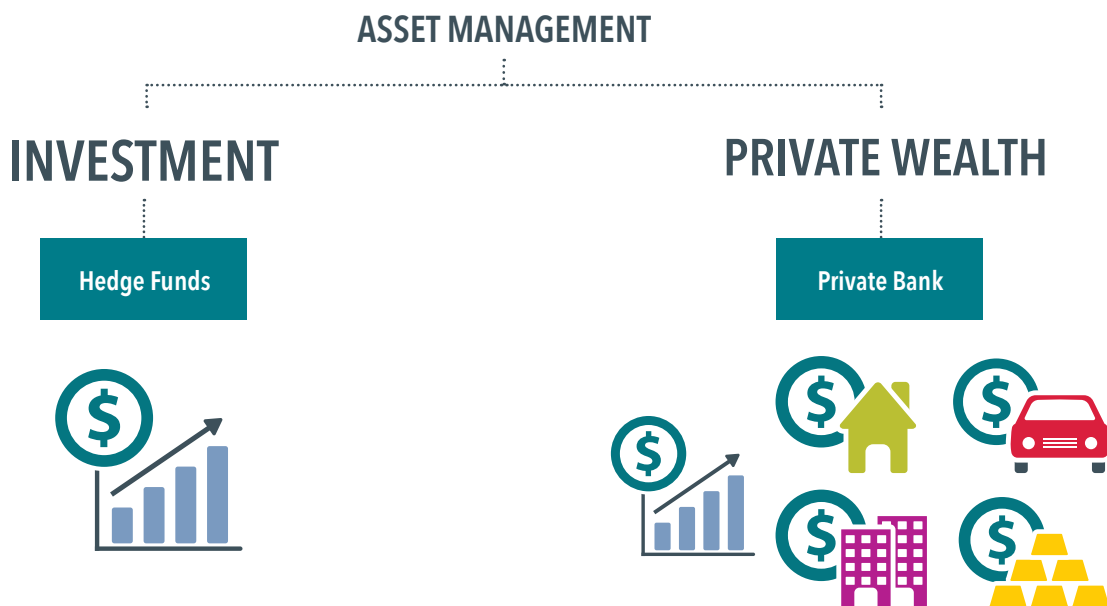 ASSET MANAGEMENT
INVESTMENT
PRIVATE WEALTH
Hedge Funds
Private Bank
$
$
$
$
$
$